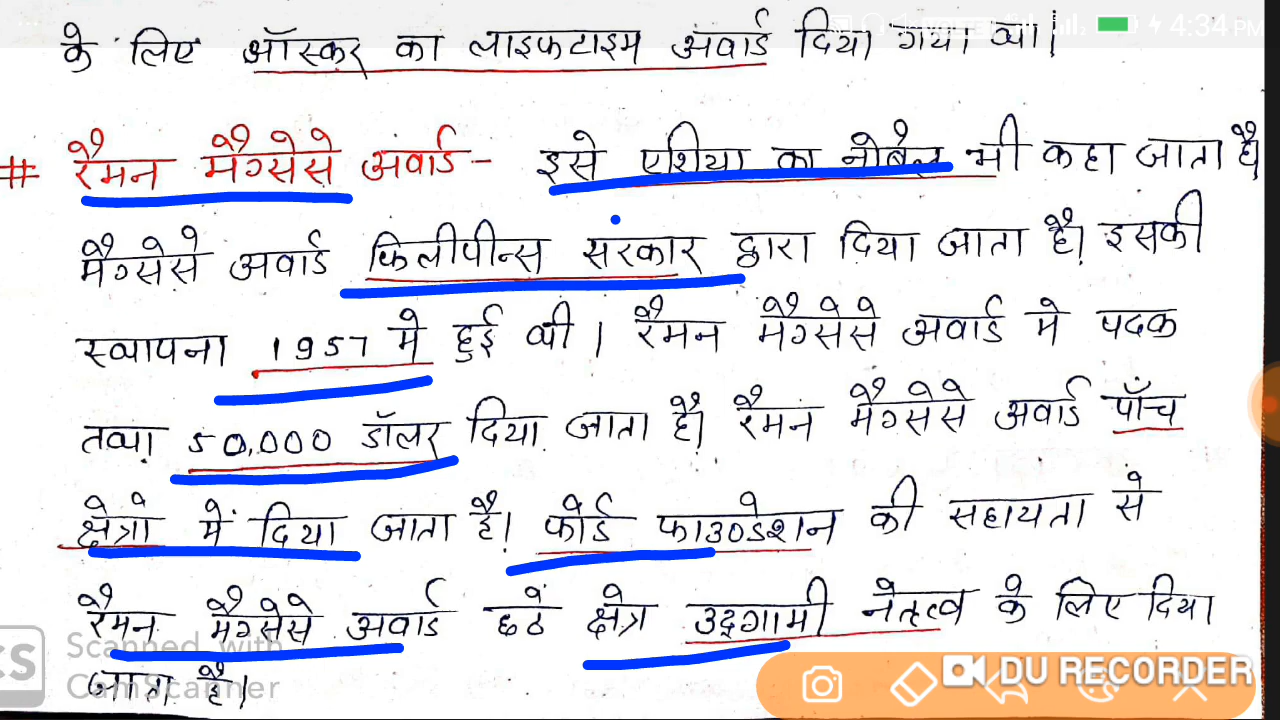 4:34 PM
के लिए ऑस्कर का लाइफटाइम अवार्ड दिया गया था।
# रैमन मैग्सेसे अवार्ड- इसे एशिया का नोबैल भी कहा जाता है।
मैग्सेसे अवार्ड फिलीपीन्स सरकार द्वारा दिया जाता है। इसकी
स्थापना 1957 मे हुई थी। रैमन मैग्सेसे अवार्ड मे पदक
तथा 50,000 डॉलर दिया जाता है। रैमन मैग्सेसे अवार्ड पाँच
क्षेत्रो में दिया जाता है। फोर्ड फाउण्डेशन की सहायता से
रैमन मैग्सेसे अवार्ड छठे क्षेत्र उद्गामी नेतृत्व के लिए दिया
जाता है।
CS Scanned with
CamScanner
DU RECORDER